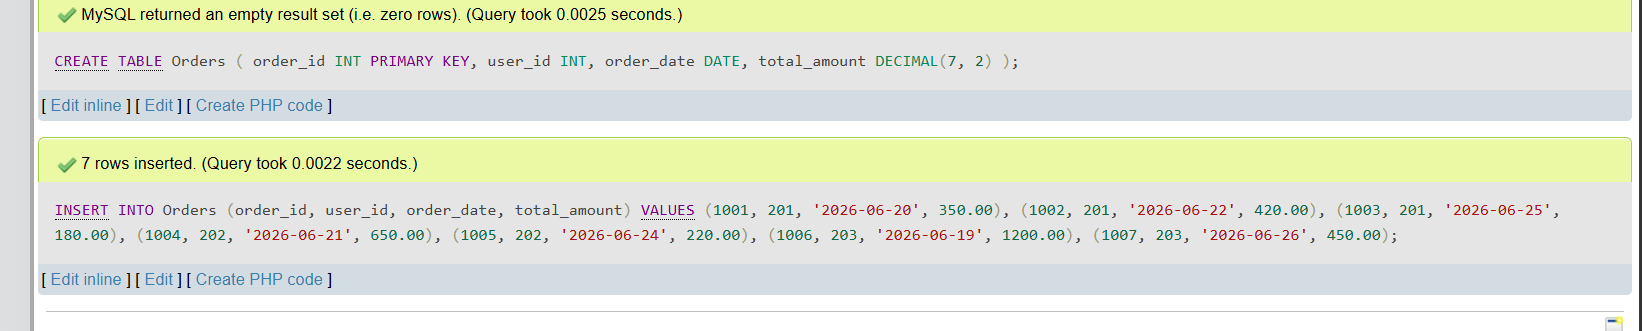 MySQL returned an empty result set (i.e. zero rows). (Query took 0.0025 seconds.)
CREATE TABLE Orders ( order_id INT PRIMARY KEY, user_id INT, order_date DATE, total_amount DECIMAL(7, 2) );
[ Edit inline ] [ Edit ] [ Create PHP code ]
7 rows inserted. (Query took 0.0022 seconds.)
INSERT INTO Orders (order_id, user_id, order_date, total_amount) VALUES (1001, 201, '2026-06-20', 350.00), (1002, 201, '2026-06-22', 420.00), (1003, 201, '2026-06-25',
180.00), (1004, 202, '2026-06-21', 650.00), (1005, 202, '2026-06-24', 220.00), (1006, 203, '2026-06-19', 1200.00), (1007, 203, '2026-06-26', 450.00);
[ Edit inline ] [ Edit ] [ Create PHP code ]